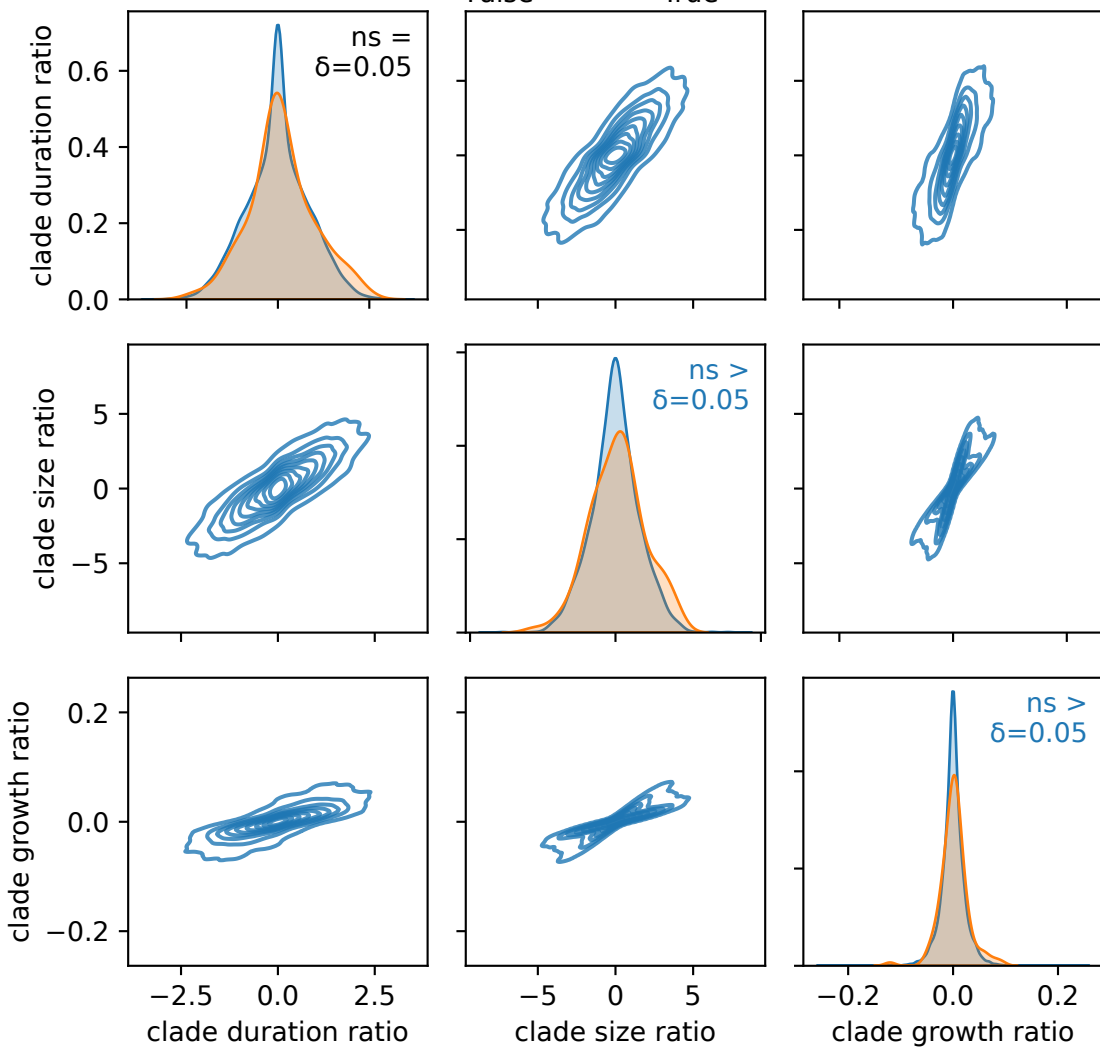 clade duration ratio
0.6
0.4
0.2
0.0
ns =
δ=0.05
clade size ratio
5
0
−5
ns >
δ=0.05
clade growth ratio
0.2
0.0
−0.2
ns >
δ=0.05
−2.5 0.0 2.5
−5 0 5
−0.2 0.0 0.2
clade duration ratio
clade size ratio
clade growth ratio